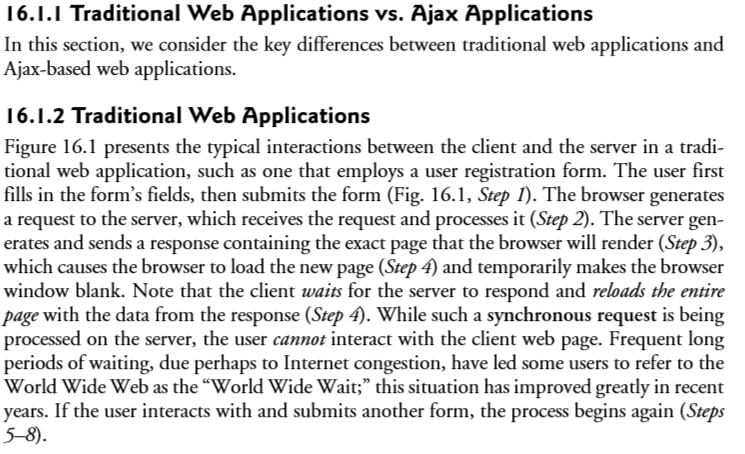 16.1.1 Traditional Web Applications vs. Ajax Applications
In this section, we consider the key differences between traditional web applications and
Ajax-based web applications.
16.1.2 Traditional Web Applications
Figure 16.1 presents the typical interactions between the client and the server in a tradi-
tional web application, such as one that employs a user registration form. The user first
fills in the form's fields, then submits the form (Fig. 16.1, Step 1). The browser generates
a request to the server, which receives the request and processes it (Step 2). The server gen-
erates and sends a response containing the exact page that the browser will render (Step 3),
which causes the browser to load the new page (Step 4) and temporarily makes the browser
window blank. Note that the client waits for the server to respond and reloads the entire
page with the data from the response (Step 4). While such a synchronous request is being
processed on the server, the user cannot interact with the client web page. Frequent long
periods of waiting, due perhaps to Internet congestion, have led some users to refer to the
World Wide Web as the “World Wide Wait;” this situation has improved greatly in recent
years. If the user interacts with and submits another form, the process begins again (Steps
5–8).